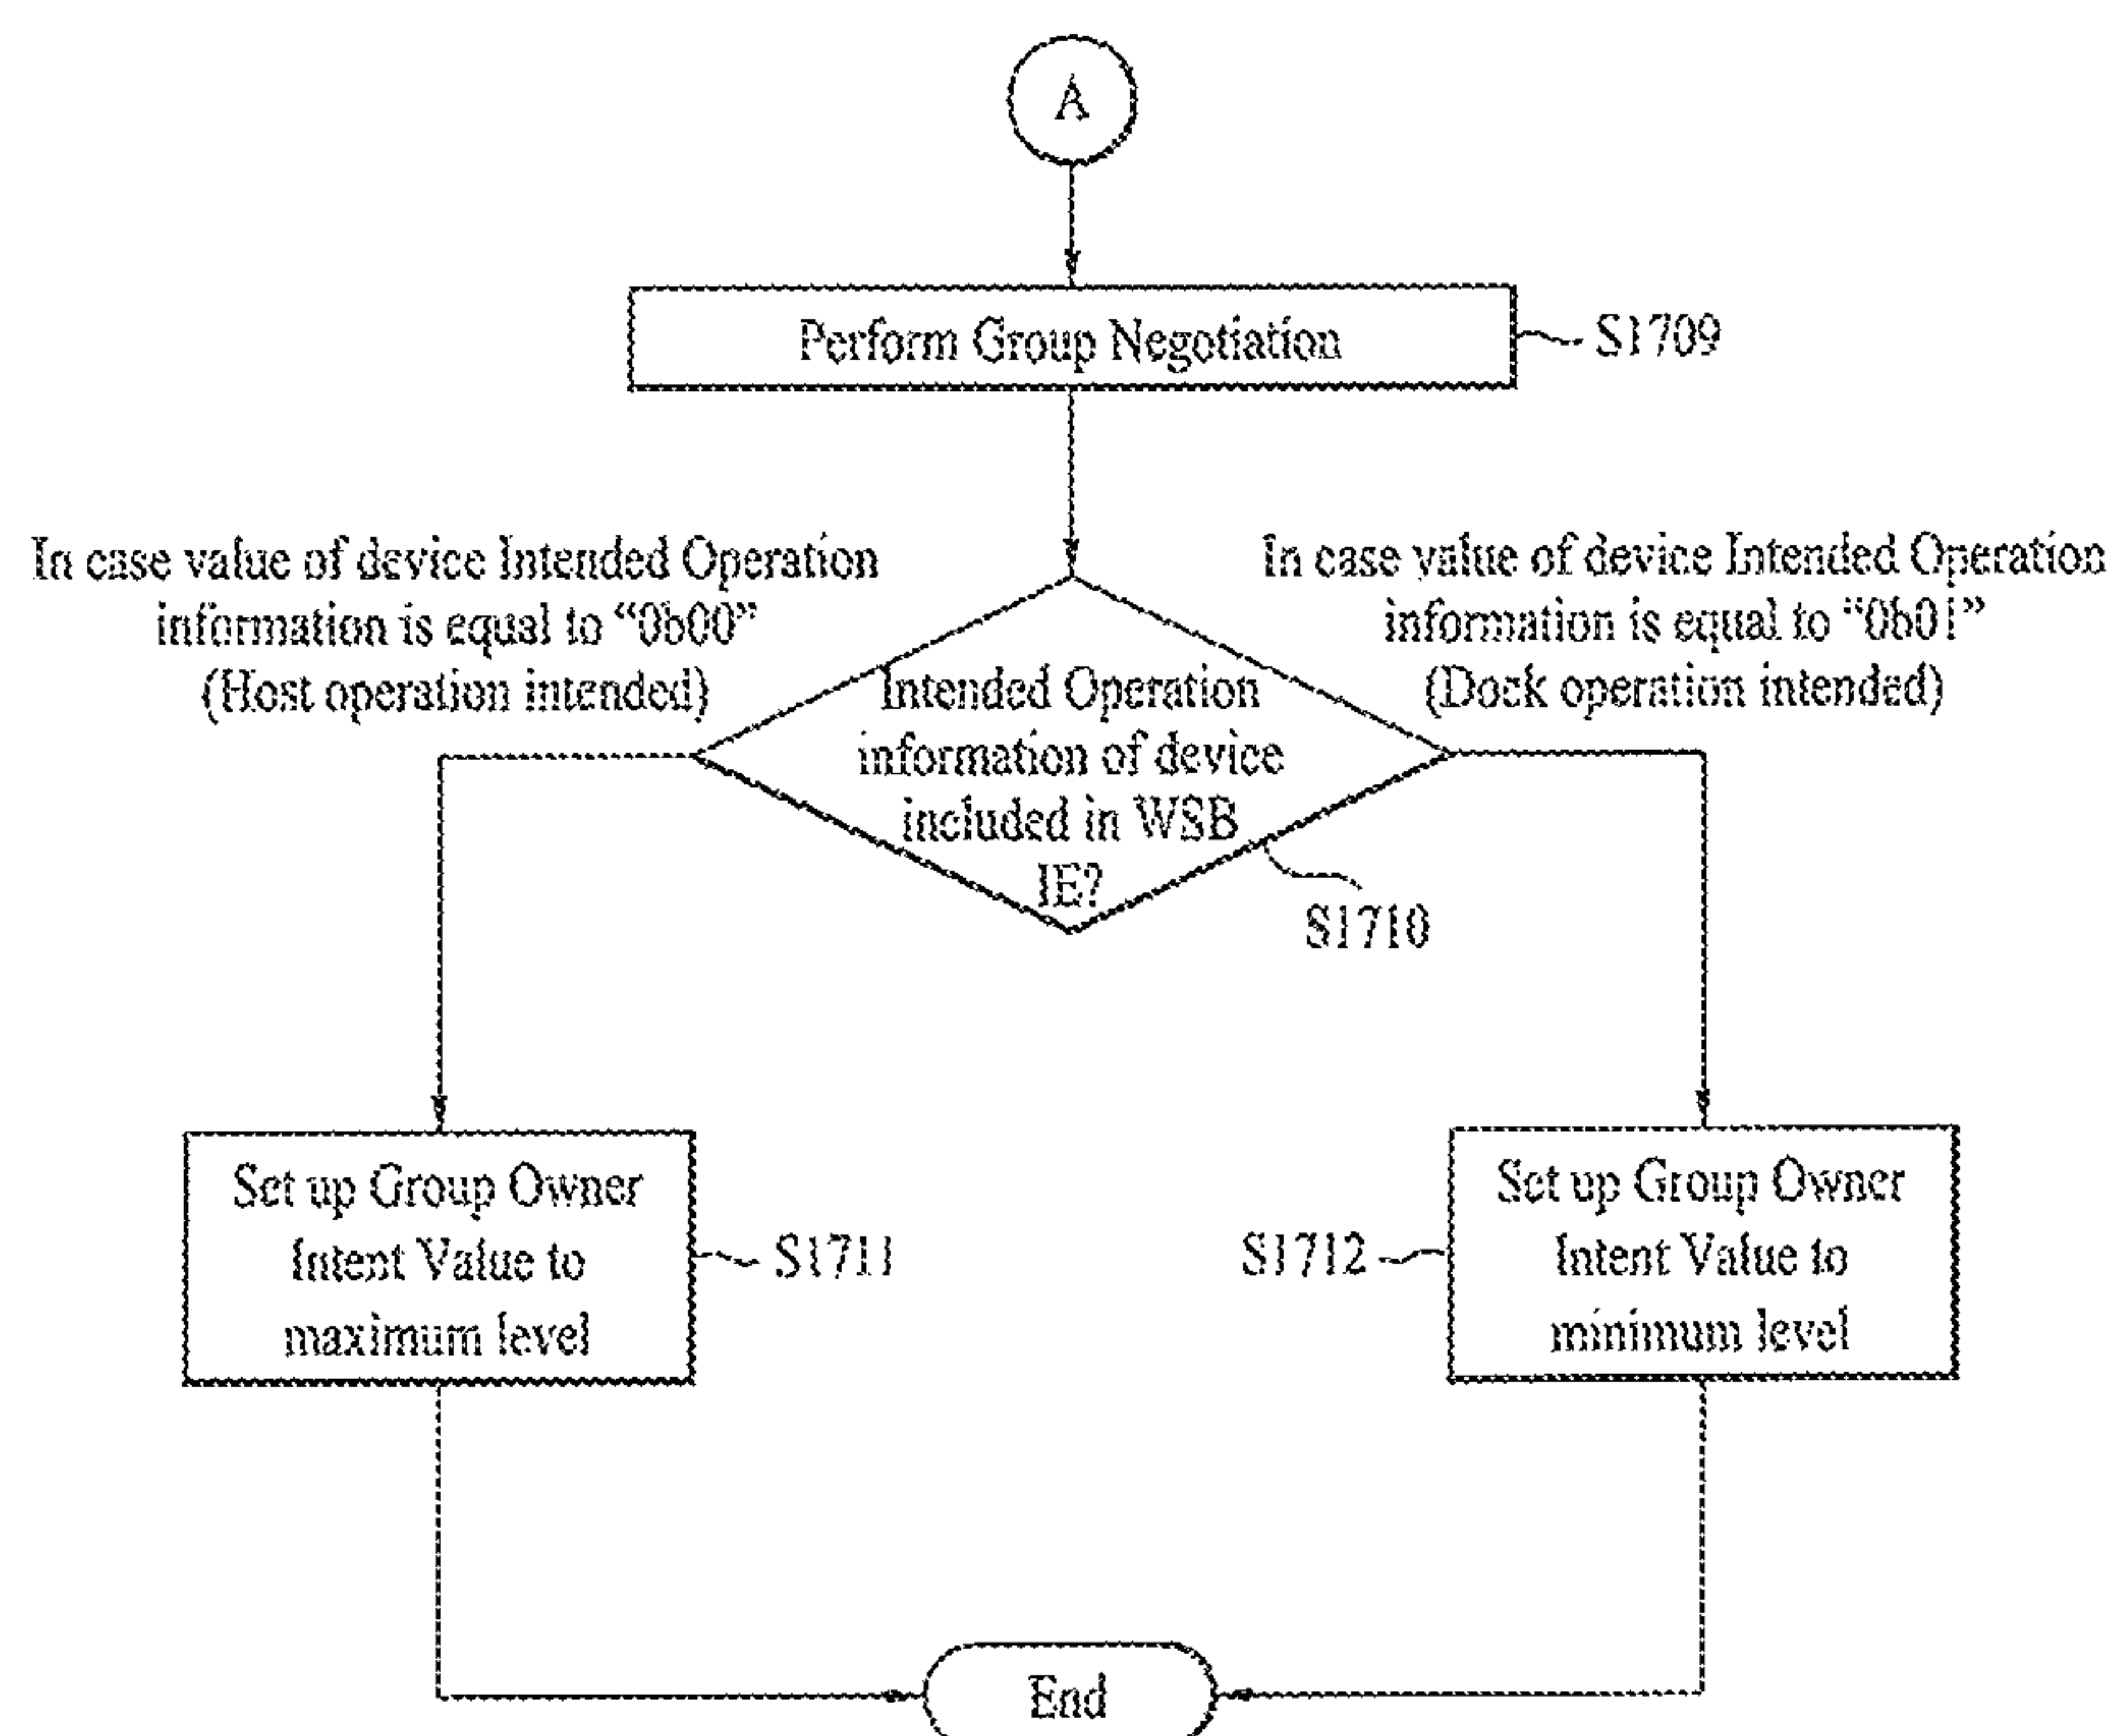 A
Perform Group Negotiation
S1709
In case value of device Intended Operation
information is equal to “0b00”
(Host operation intended)
In case value of device Intended Operation
information is equal to “0b01”
(Dock operation intended)
Intended Operation
information of device
included in WSB
IE?
S1710
Set up Group Owner
Intent Value to
maximum level
S1711
S1712
Set up Group Owner
Intent Value to
minimum level
End